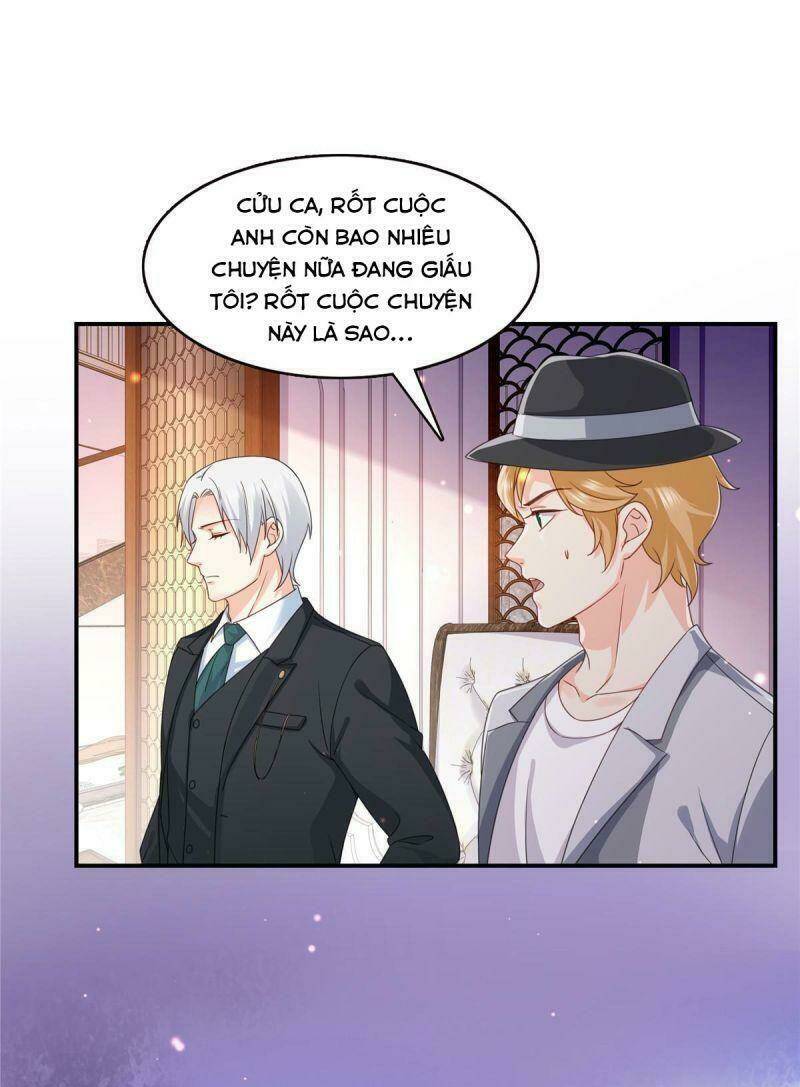 CỬU CA, RỐT CUỘC
ANH CÒN BAO NHIÊU
CHUYỆN NỮA ĐANG GIẤU
TÔI? RỐT CUỘC CHUYỆN
NÀY LÀ SAO...